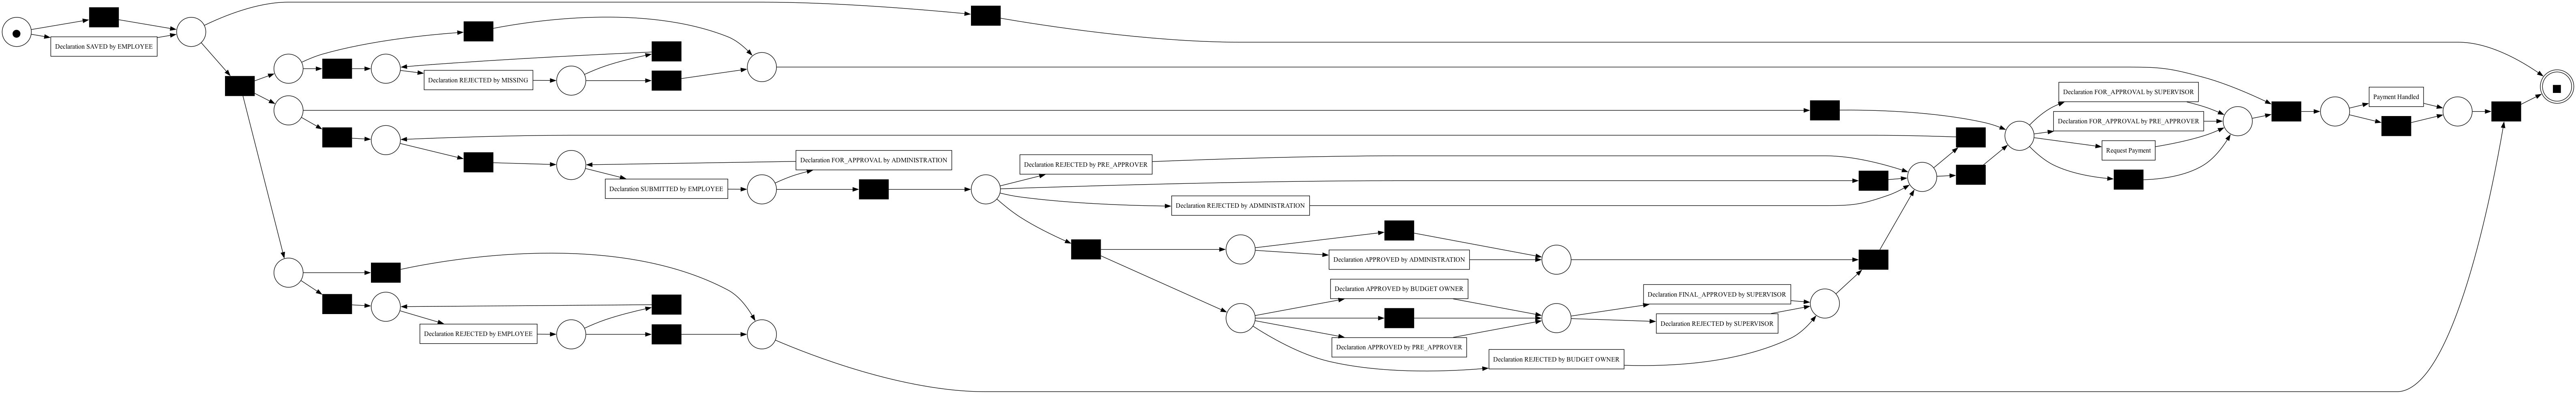 Declaration SAVED by EMPLOYEE
Declaration REJECTED by MISSING
Declaration FOR_APPROVAL by SUPERVISOR
Payment Handled
Declaration FOR_APPROVAL by PRE_APPROVER
Request Payment
Declaration FOR_APPROVAL by ADMINISTRATION
Declaration REJECTED by PRE_APPROVER
Declaration SUBMITTED by EMPLOYEE
Declaration REJECTED by ADMINISTRATION
Declaration APPROVED by ADMINISTRATION
Declaration APPROVED by BUDGET OWNER
Declaration FINAL_APPROVED by SUPERVISOR
Declaration REJECTED by SUPERVISOR
Declaration REJECTED by EMPLOYEE
Declaration APPROVED by PRE_APPROVER
Declaration REJECTED by BUDGET OWNER